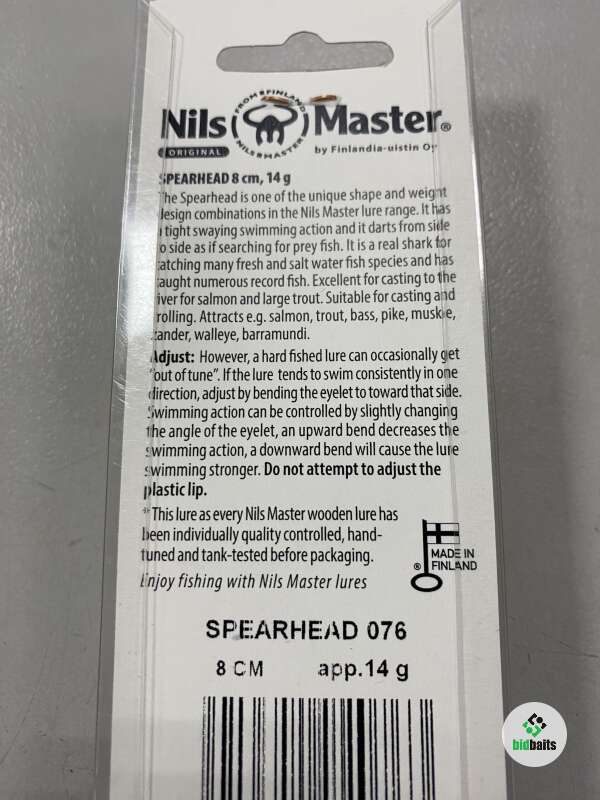 FROM FINLAND
Nils Master®
NILS MASTER
ORIGINAL
by Finlandia-uistin Oy
SPEARHEAD 8 cm, 14 g
The Spearhead is one of the unique shape and weight
design combinations in the Nils Master lure range. It has
a tight swaying swimming action and it darts from side
to side as if searching for prey fish. It is a real shark for
catching many fresh and salt water fish species and has
caught numerous record fish. Excellent for casting to the
river for salmon and large trout. Suitable for casting and
trolling. Attracts e.g. salmon, trout, bass, pike, muskie,
zander, walleye, barramundi.
Adjust: However, a hard fished lure can occasionally get
"out of tune". If the lure tends to swim consistently in one
direction, adjust by bending the eyelet to toward that side.
Swimming action can be controlled by slightly changing
the angle of the eyelet, an upward bend decreases the
swimming action, a downward bend will cause the lure
swimming stronger. Do not attempt to adjust the
plastic lip.
* This lure as every Nils Master wooden lure has
been individually quality controlled, hand-
tuned and tank-tested before packaging.
Enjoy fishing with Nils Master lures
MADE IN
® FINLAND
SPEARHEAD 076
8 CM app.14 g
bidbaits